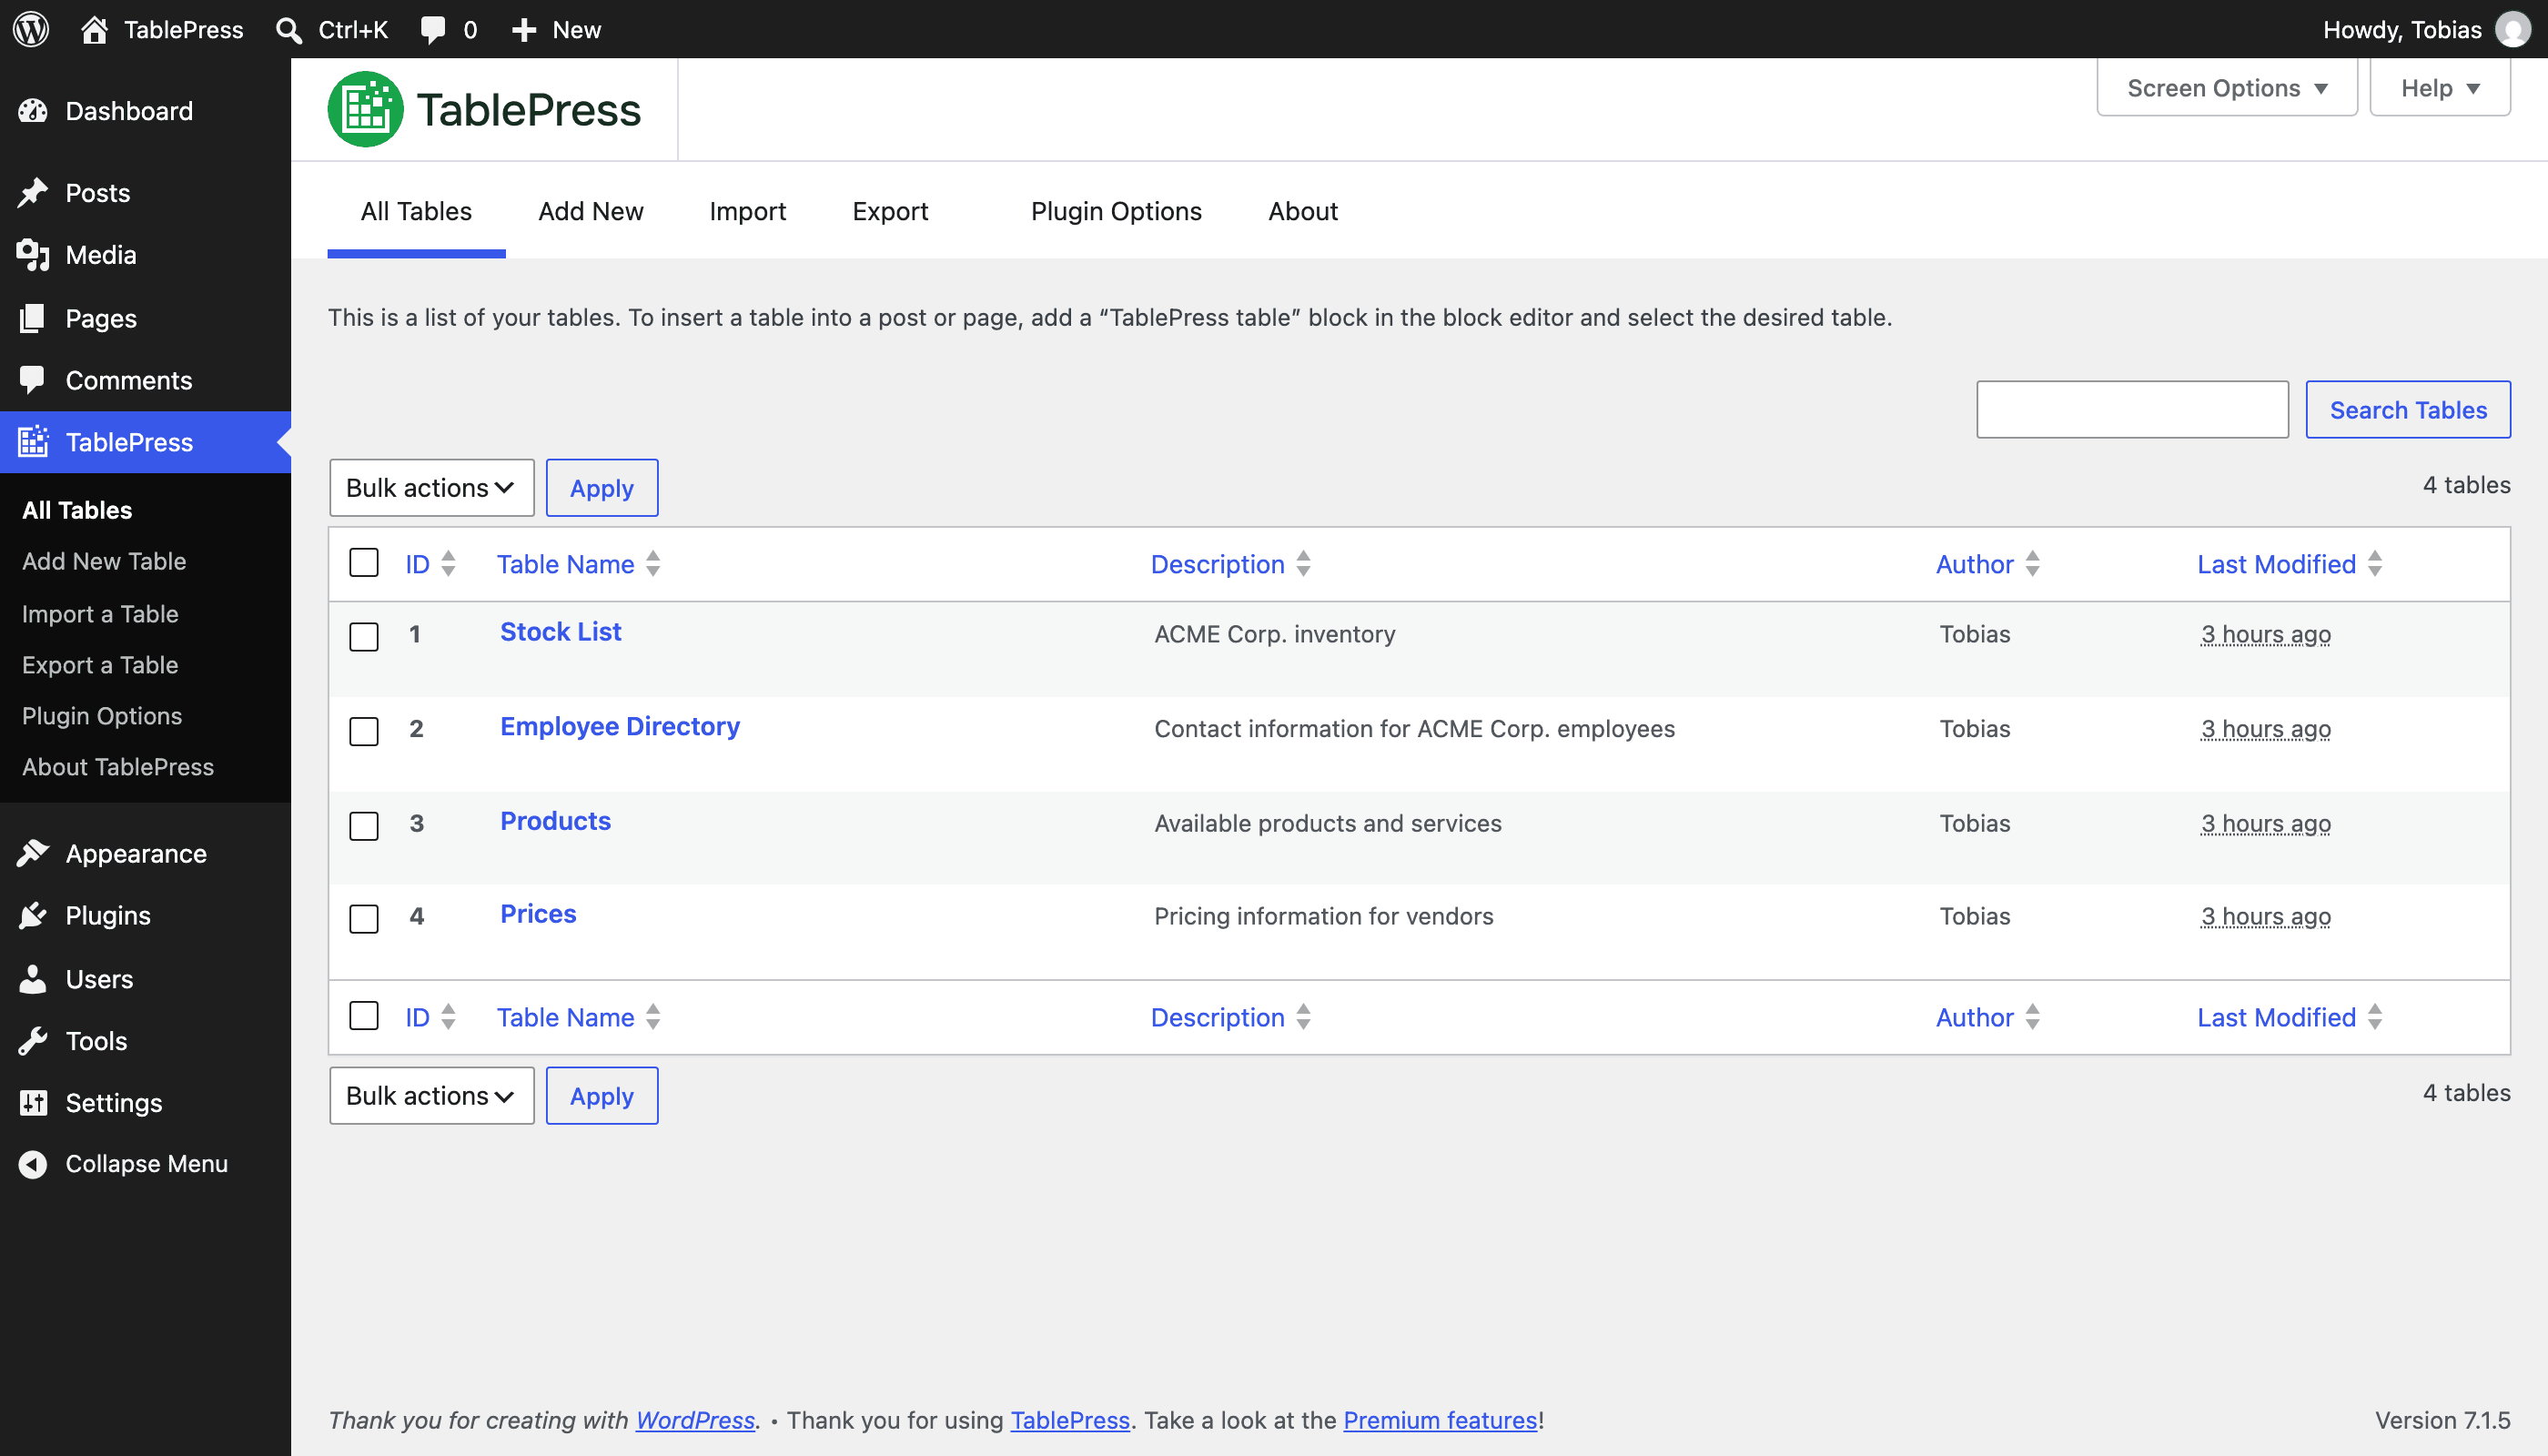 TablePress Ctrl+K 0 New Howdy, Tobias
Dashboard
Posts
Media
Pages
Comments
TablePress
All Tables
Add New Table
Import a Table
Export a Table
Plugin Options
About TablePress
Appearance
Plugins
Users
Tools
Settings
Collapse Menu
TablePress
Screen Options Help
All Tables Add New Import Export Plugin Options About
This is a list of your tables. To insert a table into a post or page, add a “TablePress table” block in the block editor and select the desired table.
Search Tables
Bulk actions Apply 4 tables
ID Table Name Description Author Last Modified
1 Stock List ACME Corp. inventory Tobias 3 hours ago
2 Employee Directory Contact information for ACME Corp. employees Tobias 3 hours ago
3 Products Available products and services Tobias 3 hours ago
4 Prices Pricing information for vendors Tobias 3 hours ago
ID Table Name Description Author Last Modified
Bulk actions Apply 4 tables
Thank you for creating with WordPress. • Thank you for using TablePress. Take a look at the Premium features! Version 7.1.5